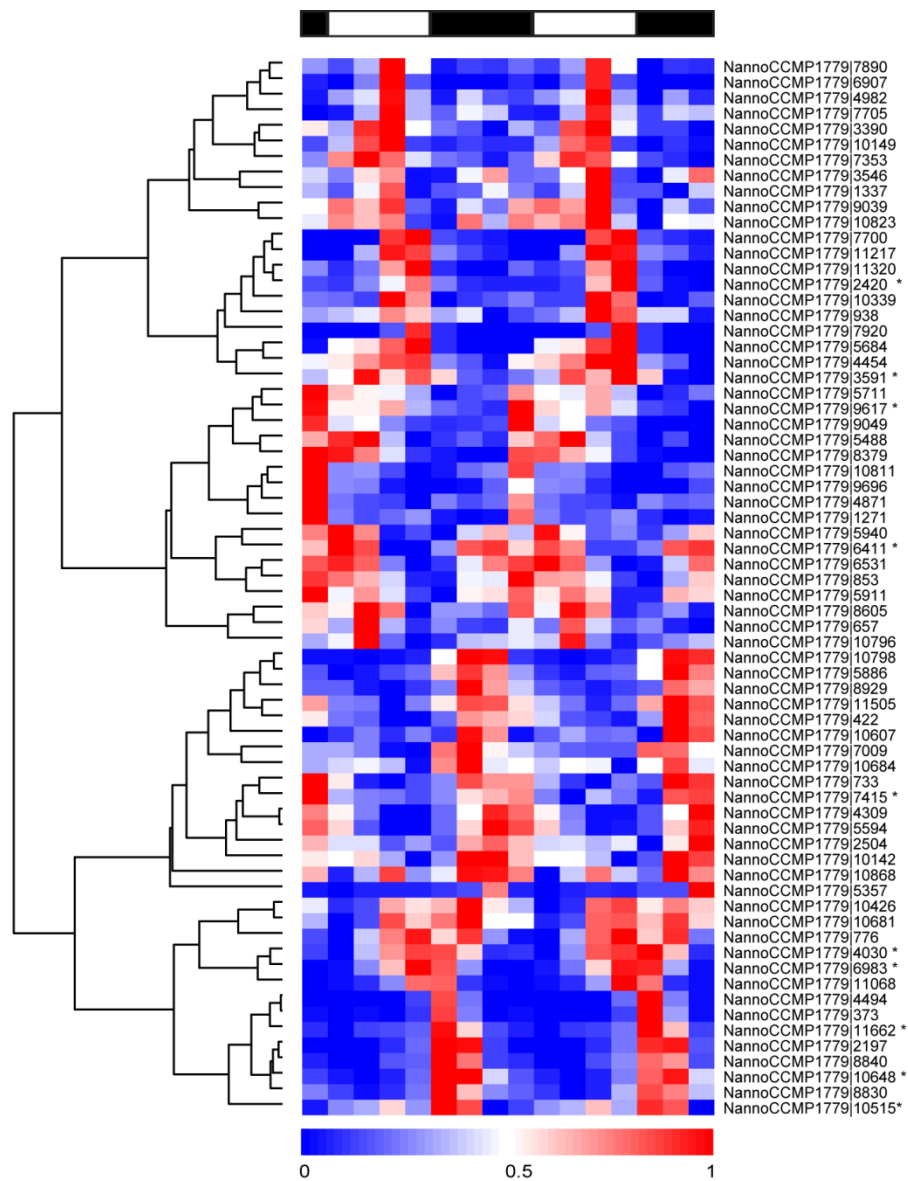 NannoCCMP1779|7890
NannoCCMP1779|6907
NannoCCMP1779|4982
NannoCCMP1779|7705
NannoCCMP1779|3390
NannoCCMP1779|10149
NannoCCMP1779|7353
NannoCCMP1779|3546
NannoCCMP1779|1337
NannoCCMP1779|9039
NannoCCMP1779|10823
NannoCCMP1779|7700
NannoCCMP1779|11217
NannoCCMP1779|11320
NannoCCMP1779|2420 *
NannoCCMP1779|10339
NannoCCMP1779|938
NannoCCMP1779|7920
NannoCCMP1779|5684
NannoCCMP1779|4454
NannoCCMP1779|3591 *
NannoCCMP1779|5711
NannoCCMP1779|9617 *
NannoCCMP1779|9049
NannoCCMP1779|5488
NannoCCMP1779|8379
NannoCCMP1779|10811
NannoCCMP1779|9696
NannoCCMP1779|4871
NannoCCMP1779|1271
NannoCCMP1779|5940
NannoCCMP1779|6411 *
NannoCCMP1779|6531
NannoCCMP1779|853
NannoCCMP1779|5911
NannoCCMP1779|8605
NannoCCMP1779|657
NannoCCMP1779|10796
NannoCCMP1779|10798
NannoCCMP1779|5886
NannoCCMP1779|8929
NannoCCMP1779|11505
NannoCCMP1779|422
NannoCCMP1779|10607
NannoCCMP1779|7009
NannoCCMP1779|10684
NannoCCMP1779|733
NannoCCMP1779|7415 *
NannoCCMP1779|4309
NannoCCMP1779|5594
NannoCCMP1779|2504
NannoCCMP1779|10142
NannoCCMP1779|10868
NannoCCMP1779|5357
NannoCCMP1779|10426
NannoCCMP1779|10681
NannoCCMP1779|776
NannoCCMP1779|4030 *
NannoCCMP1779|6983 *
NannoCCMP1779|11068
NannoCCMP1779|4494
NannoCCMP1779|373
NannoCCMP1779|11662 *
NannoCCMP1779|2197
NannoCCMP1779|8840
NannoCCMP1779|10648 *
NannoCCMP1779|8830
NannoCCMP1779|10515*
0 0.5 1